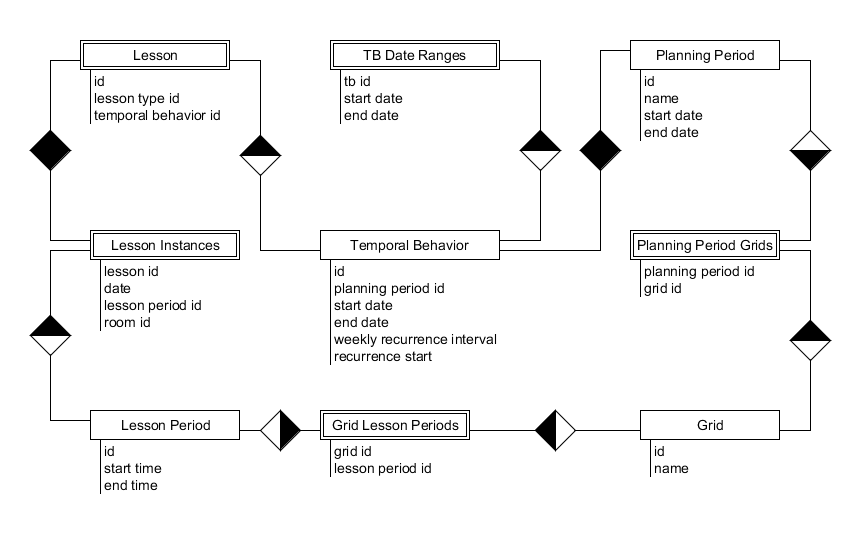 Lesson
id
lesson type id
temporal behavior id
TB Date Ranges
tb id
start date
end date
Planning Period
id
name
start date
end date
Lesson Instances
lesson id
date
lesson period id
room id
Temporal Behavior
id
planning period id
start date
end date
weekly recurrence interval
recurrence start
Planning Period Grids
planning period id
grid id
Lesson Period
id
start time
end time
Grid Lesson Periods
grid id
lesson period id
Grid
id
name